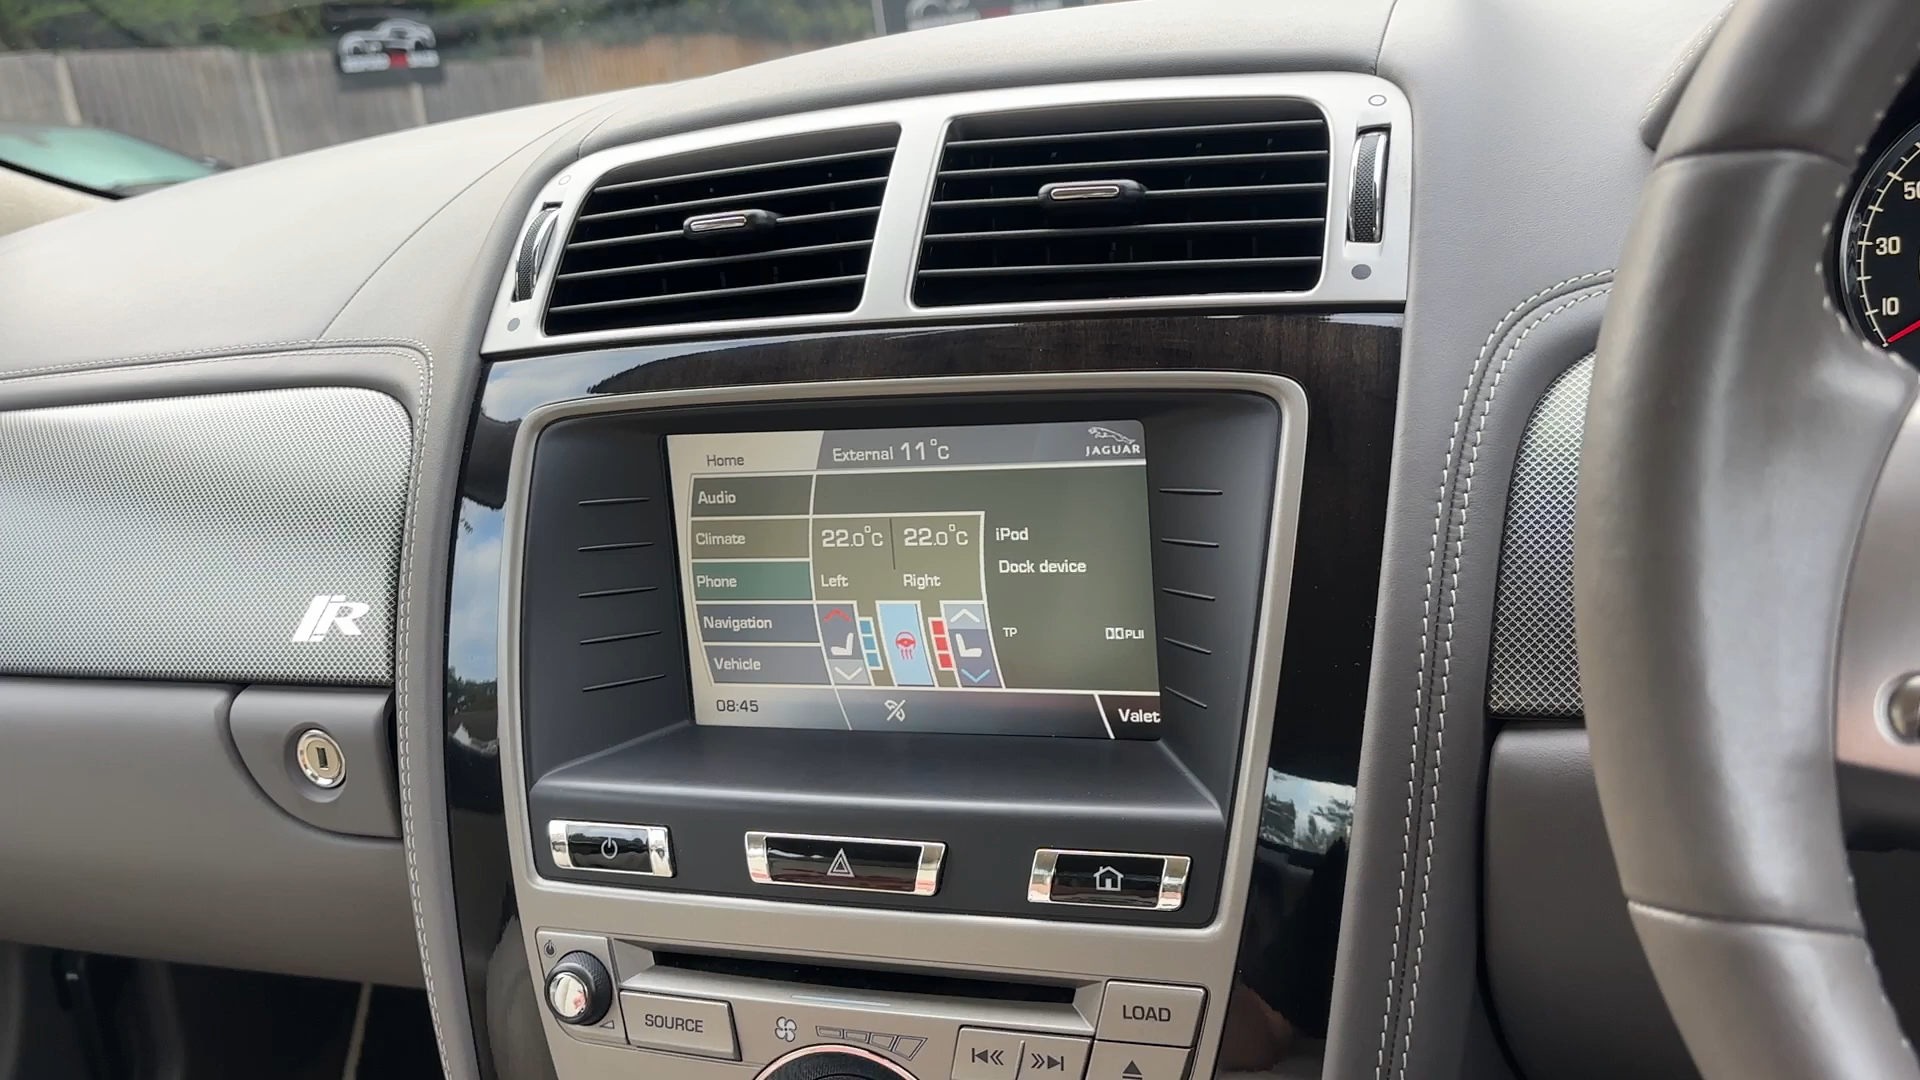 50
30
10
Home
External 11°C
JAGUAR
Audio
Climate
22.0°C
22.0°C
iPod
Phone
Left
Right
Dock device
Navigation
TP
PLII
Vehicle
08:45
Valet
R
SOURCE
LOAD